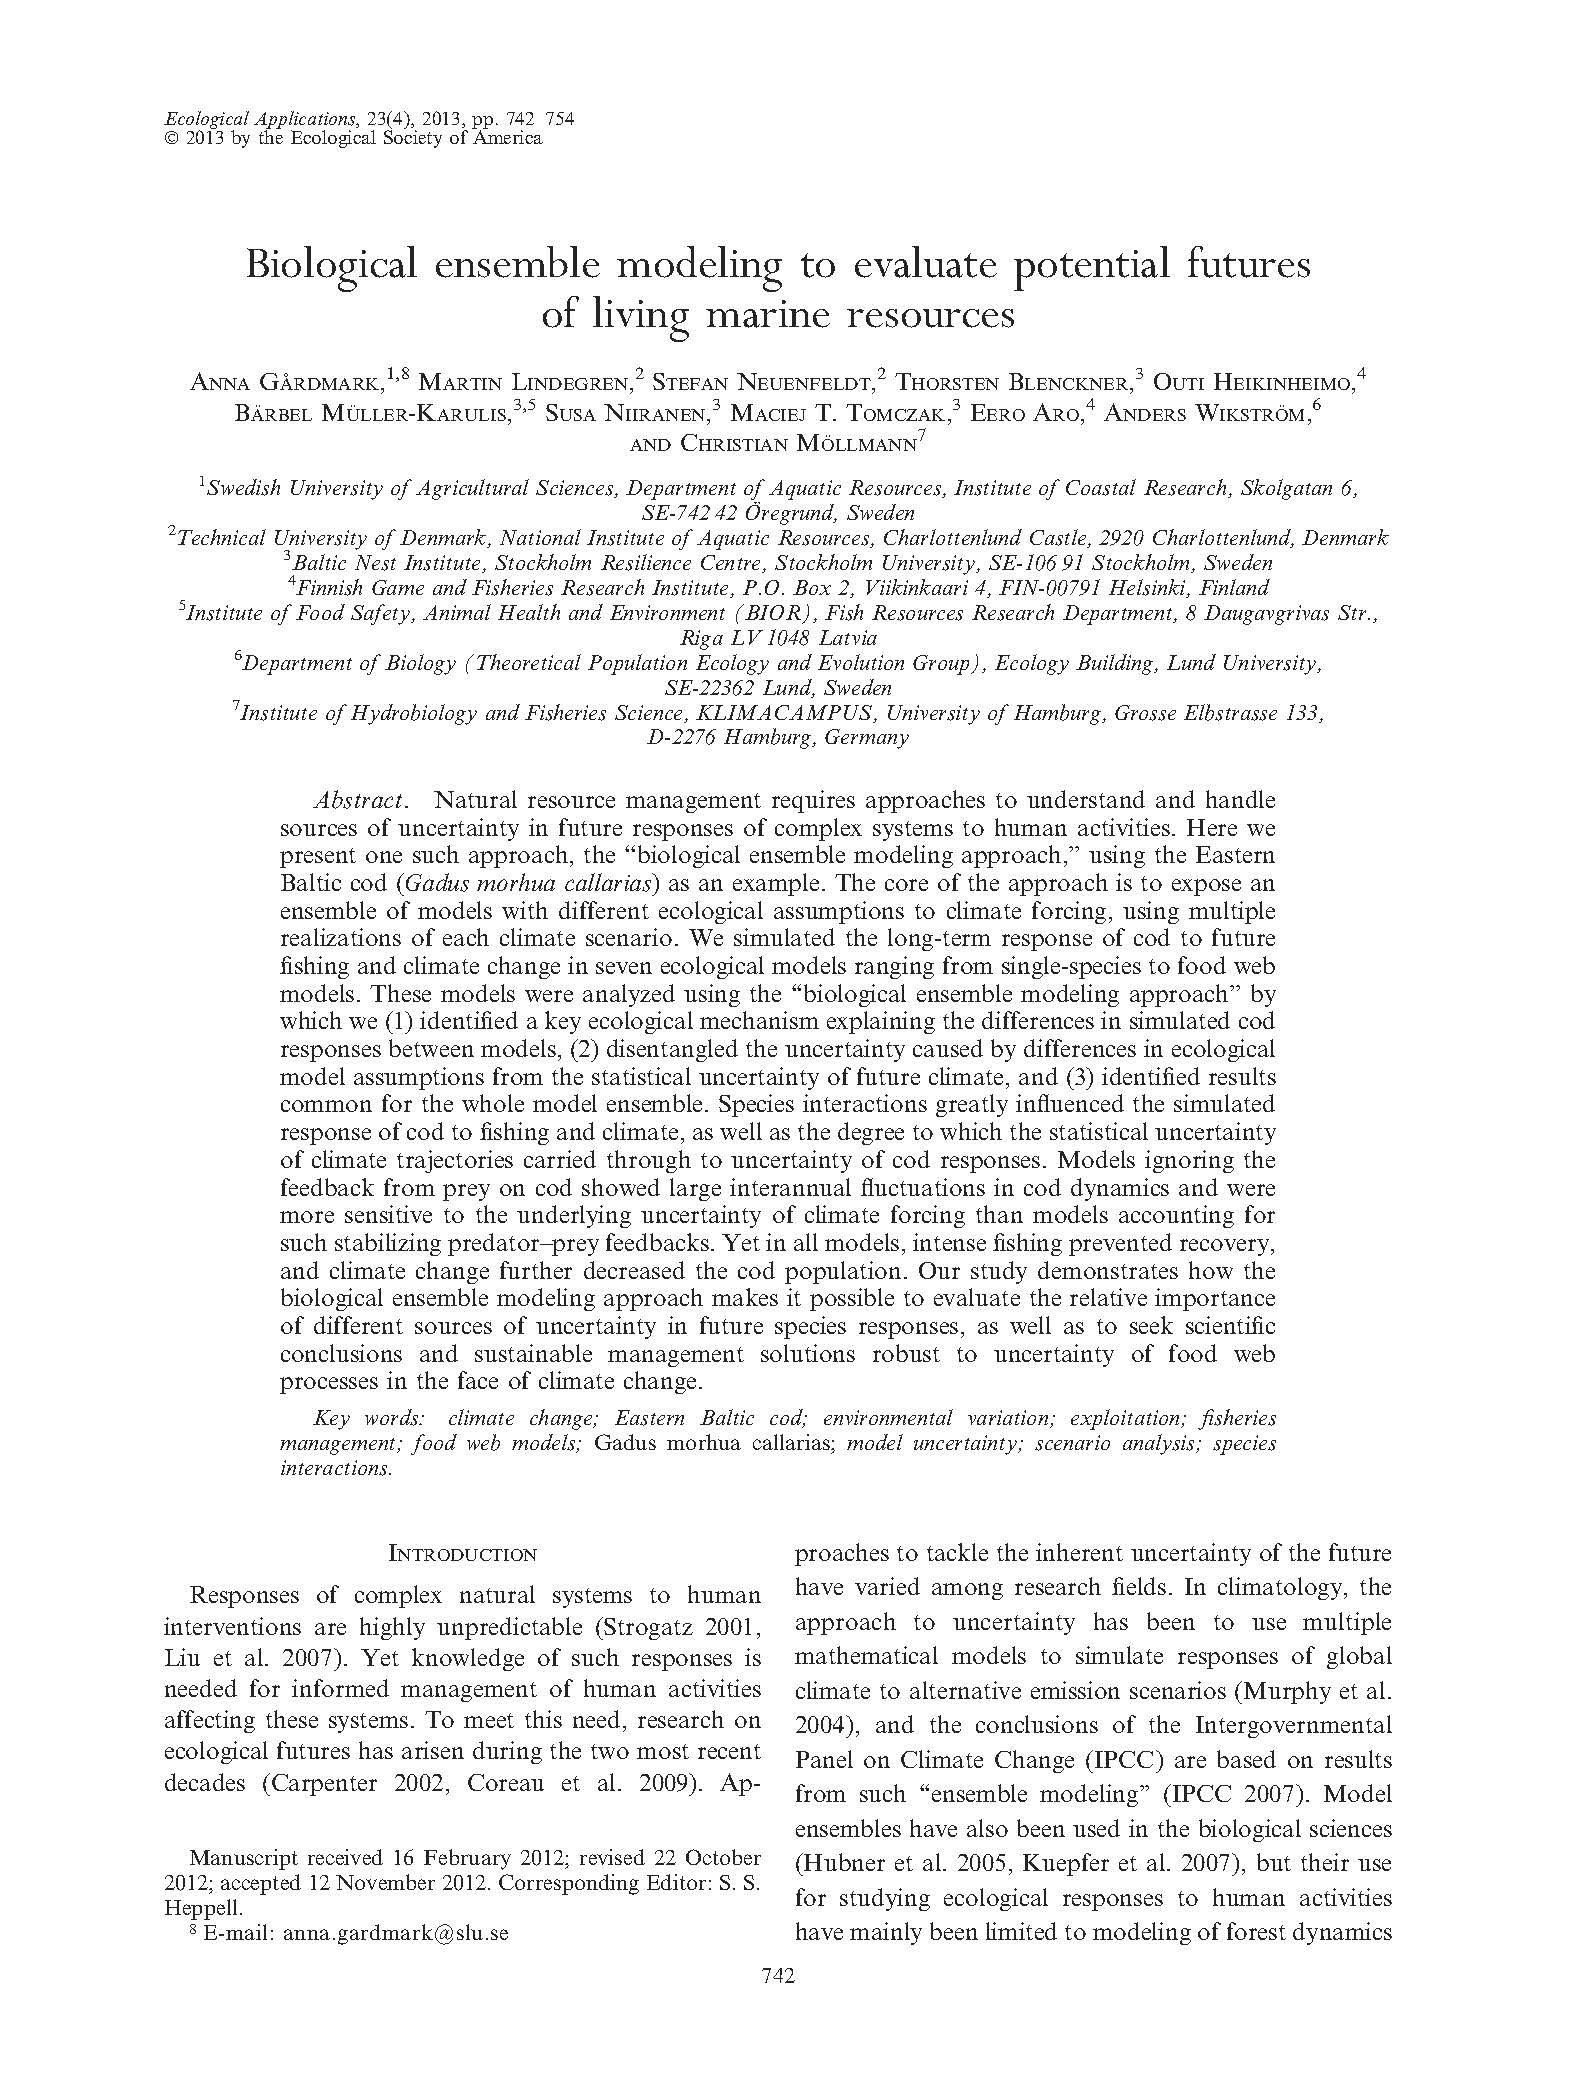 Ecological Applications, 23(4), 2013, pp. 742 754
© 2013 by the Ecological Society of America
Biological ensemble modeling to evaluate potential futures
of living marine resources
Anna Gårdmark,1,8 Martin Lindegren,2 Stefan Neuenfeldt,2 Thorsten Blenckner,3 Outi Heikinheimo,4
Bärbel Müller-Karulis,3,5 Susa Niiranen,3 Maciej T. Tomczak,3 Eero Aro,4 Anders Wikström,6
and Christian Möllmann7
1Swedish University of Agricultural Sciences, Department of Aquatic Resources, Institute of Coastal Research, Skolgatan 6,
SE-742 42 Öregrund, Sweden
2Technical University of Denmark, National Institute of Aquatic Resources, Charlottenlund Castle, 2920 Charlottenlund, Denmark
3Baltic Nest Institute, Stockholm Resilience Centre, Stockholm University, SE-106 91 Stockholm, Sweden
4Finnish Game and Fisheries Research Institute, P.O. Box 2, Viikinkaari 4, FIN-00791 Helsinki, Finland
5Institute of Food Safety, Animal Health and Environment (BIOR), Fish Resources Research Department, 8 Daugavgrivas Str.,
Riga LV 1048 Latvia
6Department of Biology (Theoretical Population Ecology and Evolution Group), Ecology Building, Lund University,
SE-22362 Lund, Sweden
7Institute of Hydrobiology and Fisheries Science, KLIMACAMPUS, University of Hamburg, Grosse Elbstrasse 133,
D-2276 Hamburg, Germany
Abstract. Natural resource management requires approaches to understand and handle
sources of uncertainty in future responses of complex systems to human activities. Here we
present one such approach, the “biological ensemble modeling approach,” using the Eastern
Baltic cod (Gadus morhua callarias) as an example. The core of the approach is to expose an
ensemble of models with different ecological assumptions to climate forcing, using multiple
realizations of each climate scenario. We simulated the long-term response of cod to future
fishing and climate change in seven ecological models ranging from single-species to food web
models. These models were analyzed using the “biological ensemble modeling approach” by
which we (1) identified a key ecological mechanism explaining the differences in simulated cod
responses between models, (2) disentangled the uncertainty caused by differences in ecological
model assumptions from the statistical uncertainty of future climate, and (3) identified results
common for the whole model ensemble. Species interactions greatly influenced the simulated
response of cod to fishing and climate, as well as the degree to which the statistical uncertainty
of climate trajectories carried through to uncertainty of cod responses. Models ignoring the
feedback from prey on cod showed large interannual fluctuations in cod dynamics and were
more sensitive to the underlying uncertainty of climate forcing than models accounting for
such stabilizing predator–prey feedbacks. Yet in all models, intense fishing prevented recovery,
and climate change further decreased the cod population. Our study demonstrates how the
biological ensemble modeling approach makes it possible to evaluate the relative importance
of different sources of uncertainty in future species responses, as well as to seek scientific
conclusions and sustainable management solutions robust to uncertainty of food web
processes in the face of climate change.
Key words: climate change; Eastern Baltic cod; environmental variation; exploitation; fisheries
management; food web models; Gadus morhua callarias; model uncertainty; scenario analysis; species
interactions.
Introduction
Responses of complex natural systems to human
interventions are highly unpredictable (Strogatz 2001,
Liu et al. 2007). Yet knowledge of such responses is
needed for informed management of human activities
affecting these systems. To meet this need, research on
ecological futures has arisen during the two most recent
decades (Carpenter 2002, Coreau et al. 2009). Ap-
Manuscript received 16 February 2012; revised 22 October
2012; accepted 12 November 2012. Corresponding Editor: S. S.
Heppell.
8 E-mail: anna.gardmark@slu.se
proaches to tackle the inherent uncertainty of the future
have varied among research fields. In climatology, the
approach to uncertainty has been to use multiple
mathematical models to simulate responses of global
climate to alternative emission scenarios (Murphy et al.
2004), and the conclusions of the Intergovernmental
Panel on Climate Change (IPCC) are based on results
from such “ensemble modeling” (IPCC 2007). Model
ensembles have also been used in the biological sciences
(Hubner et al. 2005, Kuepfer et al. 2007), but their use
for studying ecological responses to human activities
have mainly been limited to modeling of forest dynamics
742